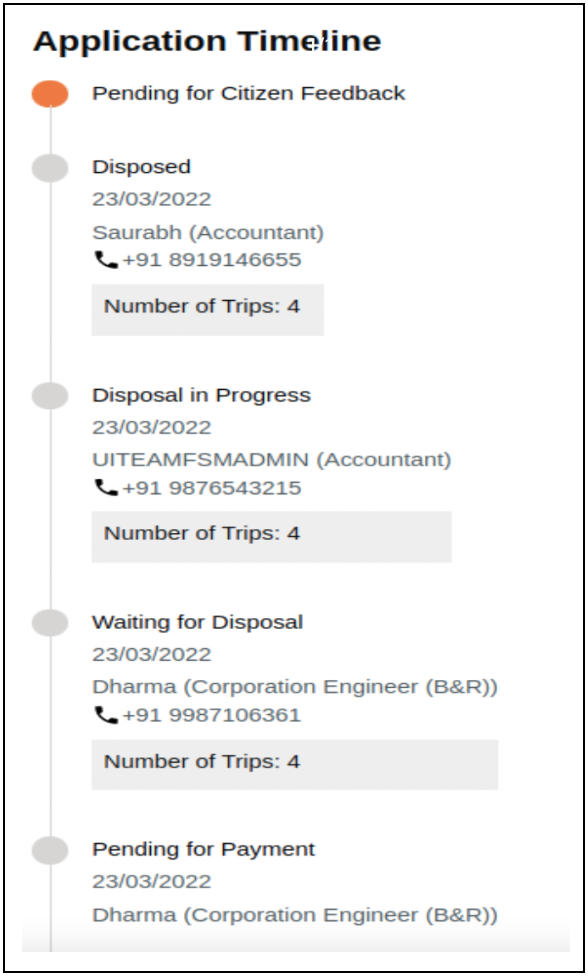 Application Timeline
Pending for Citizen Feedback
Disposed
23/03/2022
Saurabh (Accountant)
+91 8919146655
Number of Trips: 4
Disposal in Progress
23/03/2022
UITEAMFSMADMIN (Accountant)
+91 9876543215
Number of Trips: 4
Waiting for Disposal
23/03/2022
Dharma (Corporation Engineer (B&R))
+91 9987106361
Number of Trips: 4
Pending for Payment
23/03/2022
Dharma (Corporation Engineer (B&R))